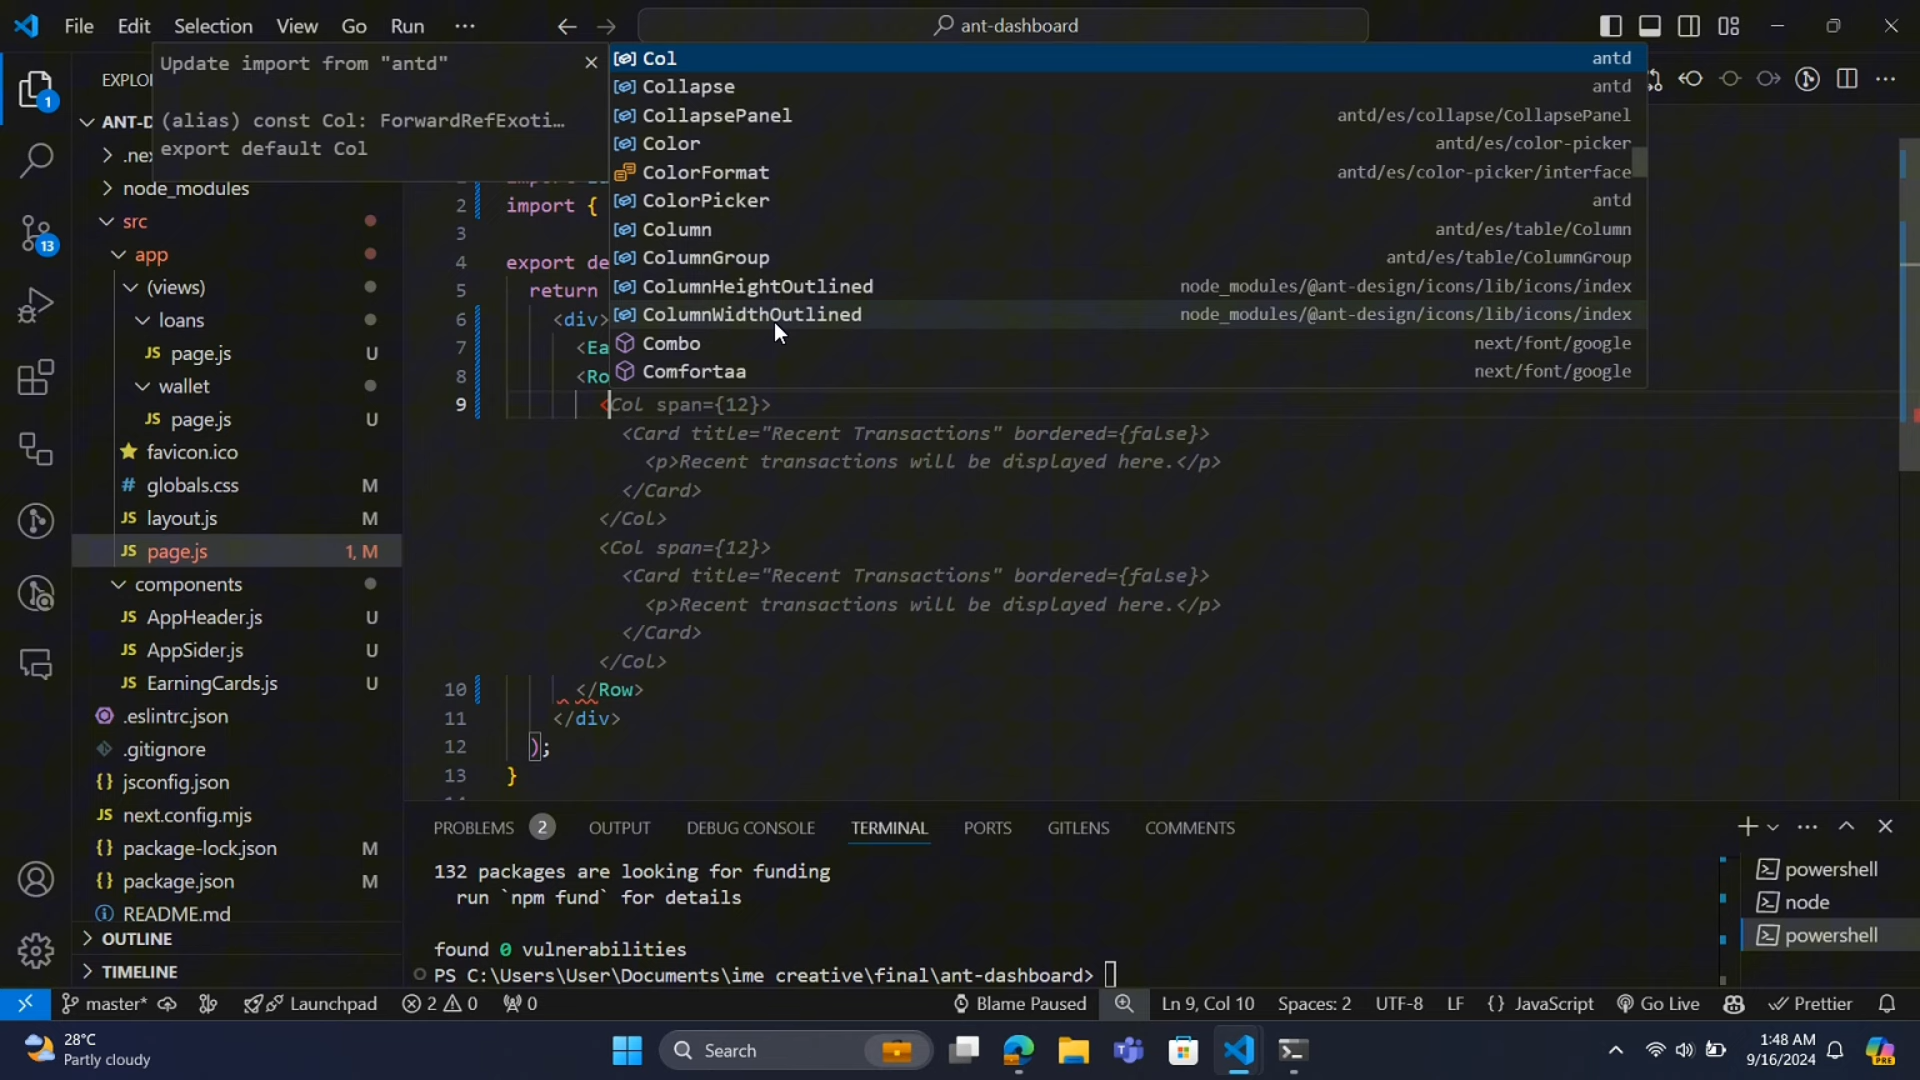 File Edit Selection View Go Run ··· ant-dashboard
EXPLO
Update import from "antd"
(alias) const Col: ForwardRefExoti…
export default Col
Col antd
Collapse antd
CollapsePanel antd/es/collapse/CollapsePanel
Color antd/es/color-picker
ColorFormat antd/es/color-picker/interface
ColorPicker antd
Column antd/es/table/Column
ColumnGroup antd/es/table/ColumnGroup
ColumnHeightOutlined node_modules/@ant-design/icons/lib/icons/index
ColumnWidthOutlined node_modules/@ant-design/icons/lib/icons/index
Combo next/font/google
Comfortaa next/font/google
ANT-D
.nex
node_modules
src
app
(views)
loans
JS page.js U
wallet
JS page.js U
favicon.ico
# globals.css M
JS layout.js M
JS page.js 1, M
components
JS AppHeader.js U
JS AppSider.js U
JS EarningCards.js U
.eslintrc.json
.gitignore
{} jsconfig.json
JS next.config.mjs
{} package-lock.json M
{} package.json M
README.md
OUTLINE
TIMELINE
1
13
2 import {
3
4 export de
5 return
6 <div>
7 <Ea
8 <Ro
9 <Col span={12}>
<Card title="Recent Transactions" bordered={false}>
<p>Recent transactions will be displayed here.</p>
</Card>
</Col>
<Col span={12}>
<Card title="Recent Transactions" bordered={false}>
<p>Recent transactions will be displayed here.</p>
</Card>
</Col>
10 </Row>
11 </div>
12 );
13 }
PROBLEMS 2 OUTPUT DEBUG CONSOLE TERMINAL PORTS GITLENS COMMENTS
132 packages are looking for funding
run `npm fund` for details
found 0 vulnerabilities
PS C:\Users\User\Documents\ime creative\final\ant-dashboard>
powershell
node
powershell
master* Launchpad 2 0 0 Blame Paused Ln 9, Col 10 Spaces: 2 UTF-8 LF {} JavaScript Go Live Prettier
28°C
Partly cloudy
Search
1:48 AM
9/16/2024
PRE